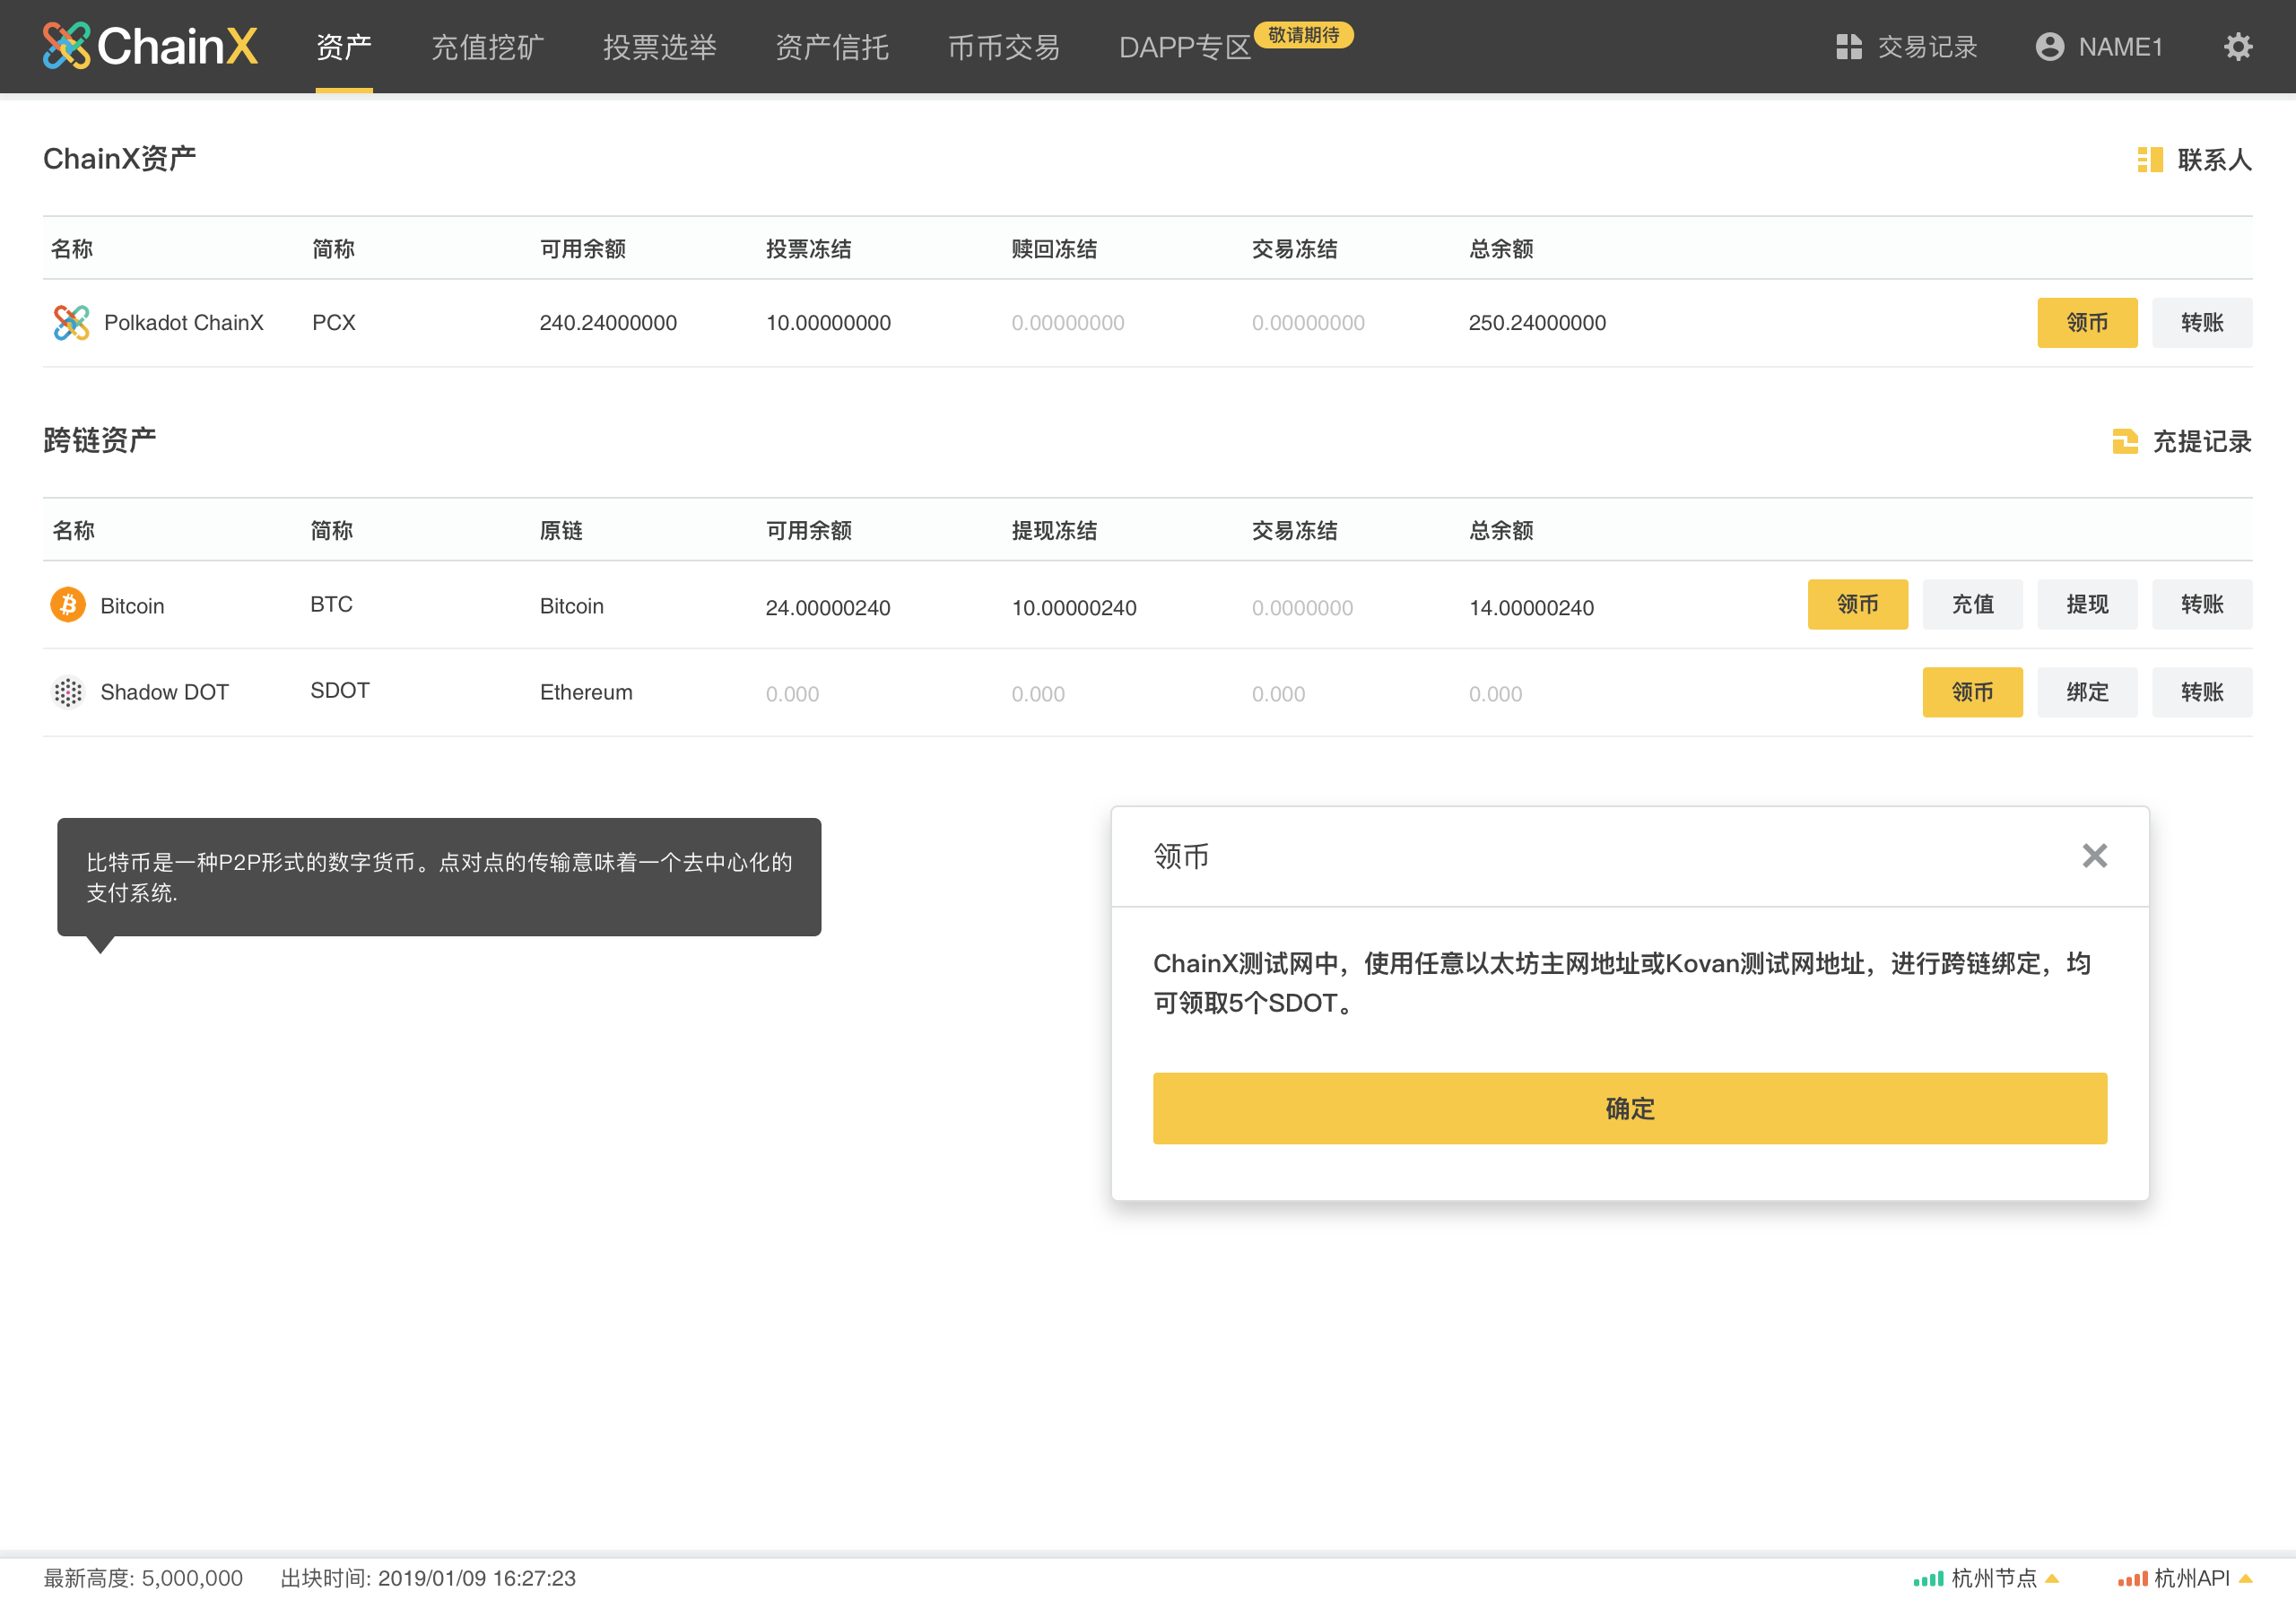 ChainX 资产 充值挖矿 投票选举 资产信托 币币交易 DAPP专区 敬请期待 交易记录 NAME1
ChainX资产 联系人
名称 简称 可用余额 投票冻结 赎回冻结 交易冻结 总余额
Polkadot ChainX PCX 240.24000000 10.00000000 0.00000000 0.00000000 250.24000000 领币 转账
跨链资产 充提记录
名称 简称 原链 可用余额 提现冻结 交易冻结 总余额
Bitcoin BTC Bitcoin 24.00000240 10.00000240 0.0000000 14.00000240 领币 充值 提现 转账
Shadow DOT SDOT Ethereum 0.000 0.000 0.000 0.000 领币 绑定 转账
比特币是一种P2P形式的数字货币。点对点的传输意味着一个去中心化的
支付系统.
领币
ChainX测试网中，使用任意以太坊主网地址或Kovan测试网地址，进行跨链绑定，均
可领取5个SDOT。
确定
最新高度: 5,000,000 出块时间: 2019/01/09 16:27:23 杭州节点 杭州API